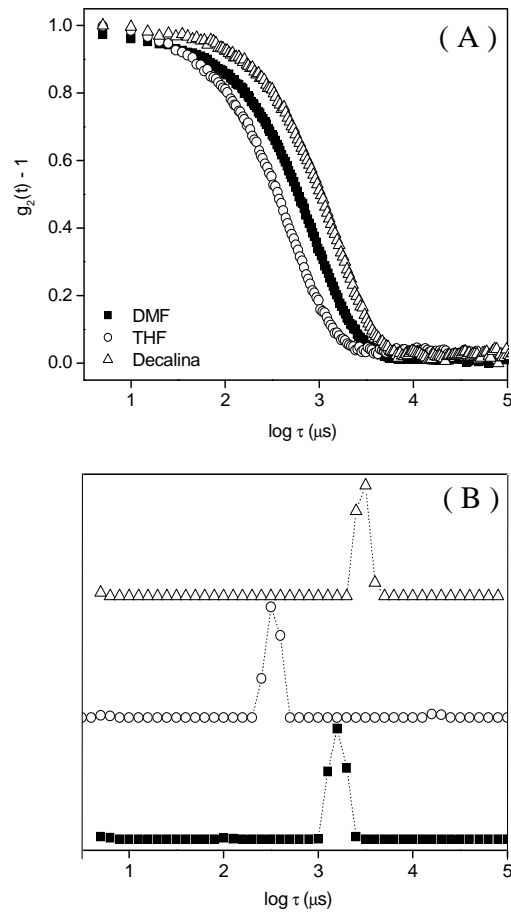 ( A )
1.0
0.8
0.6
0.4
0.2
0.0
g₂(t) - 1
■ DMF
○ THF
△ Decalina
1 2 3 4 5
log τ (μs)
( B )
1 2 3 4 5
log τ (μs)